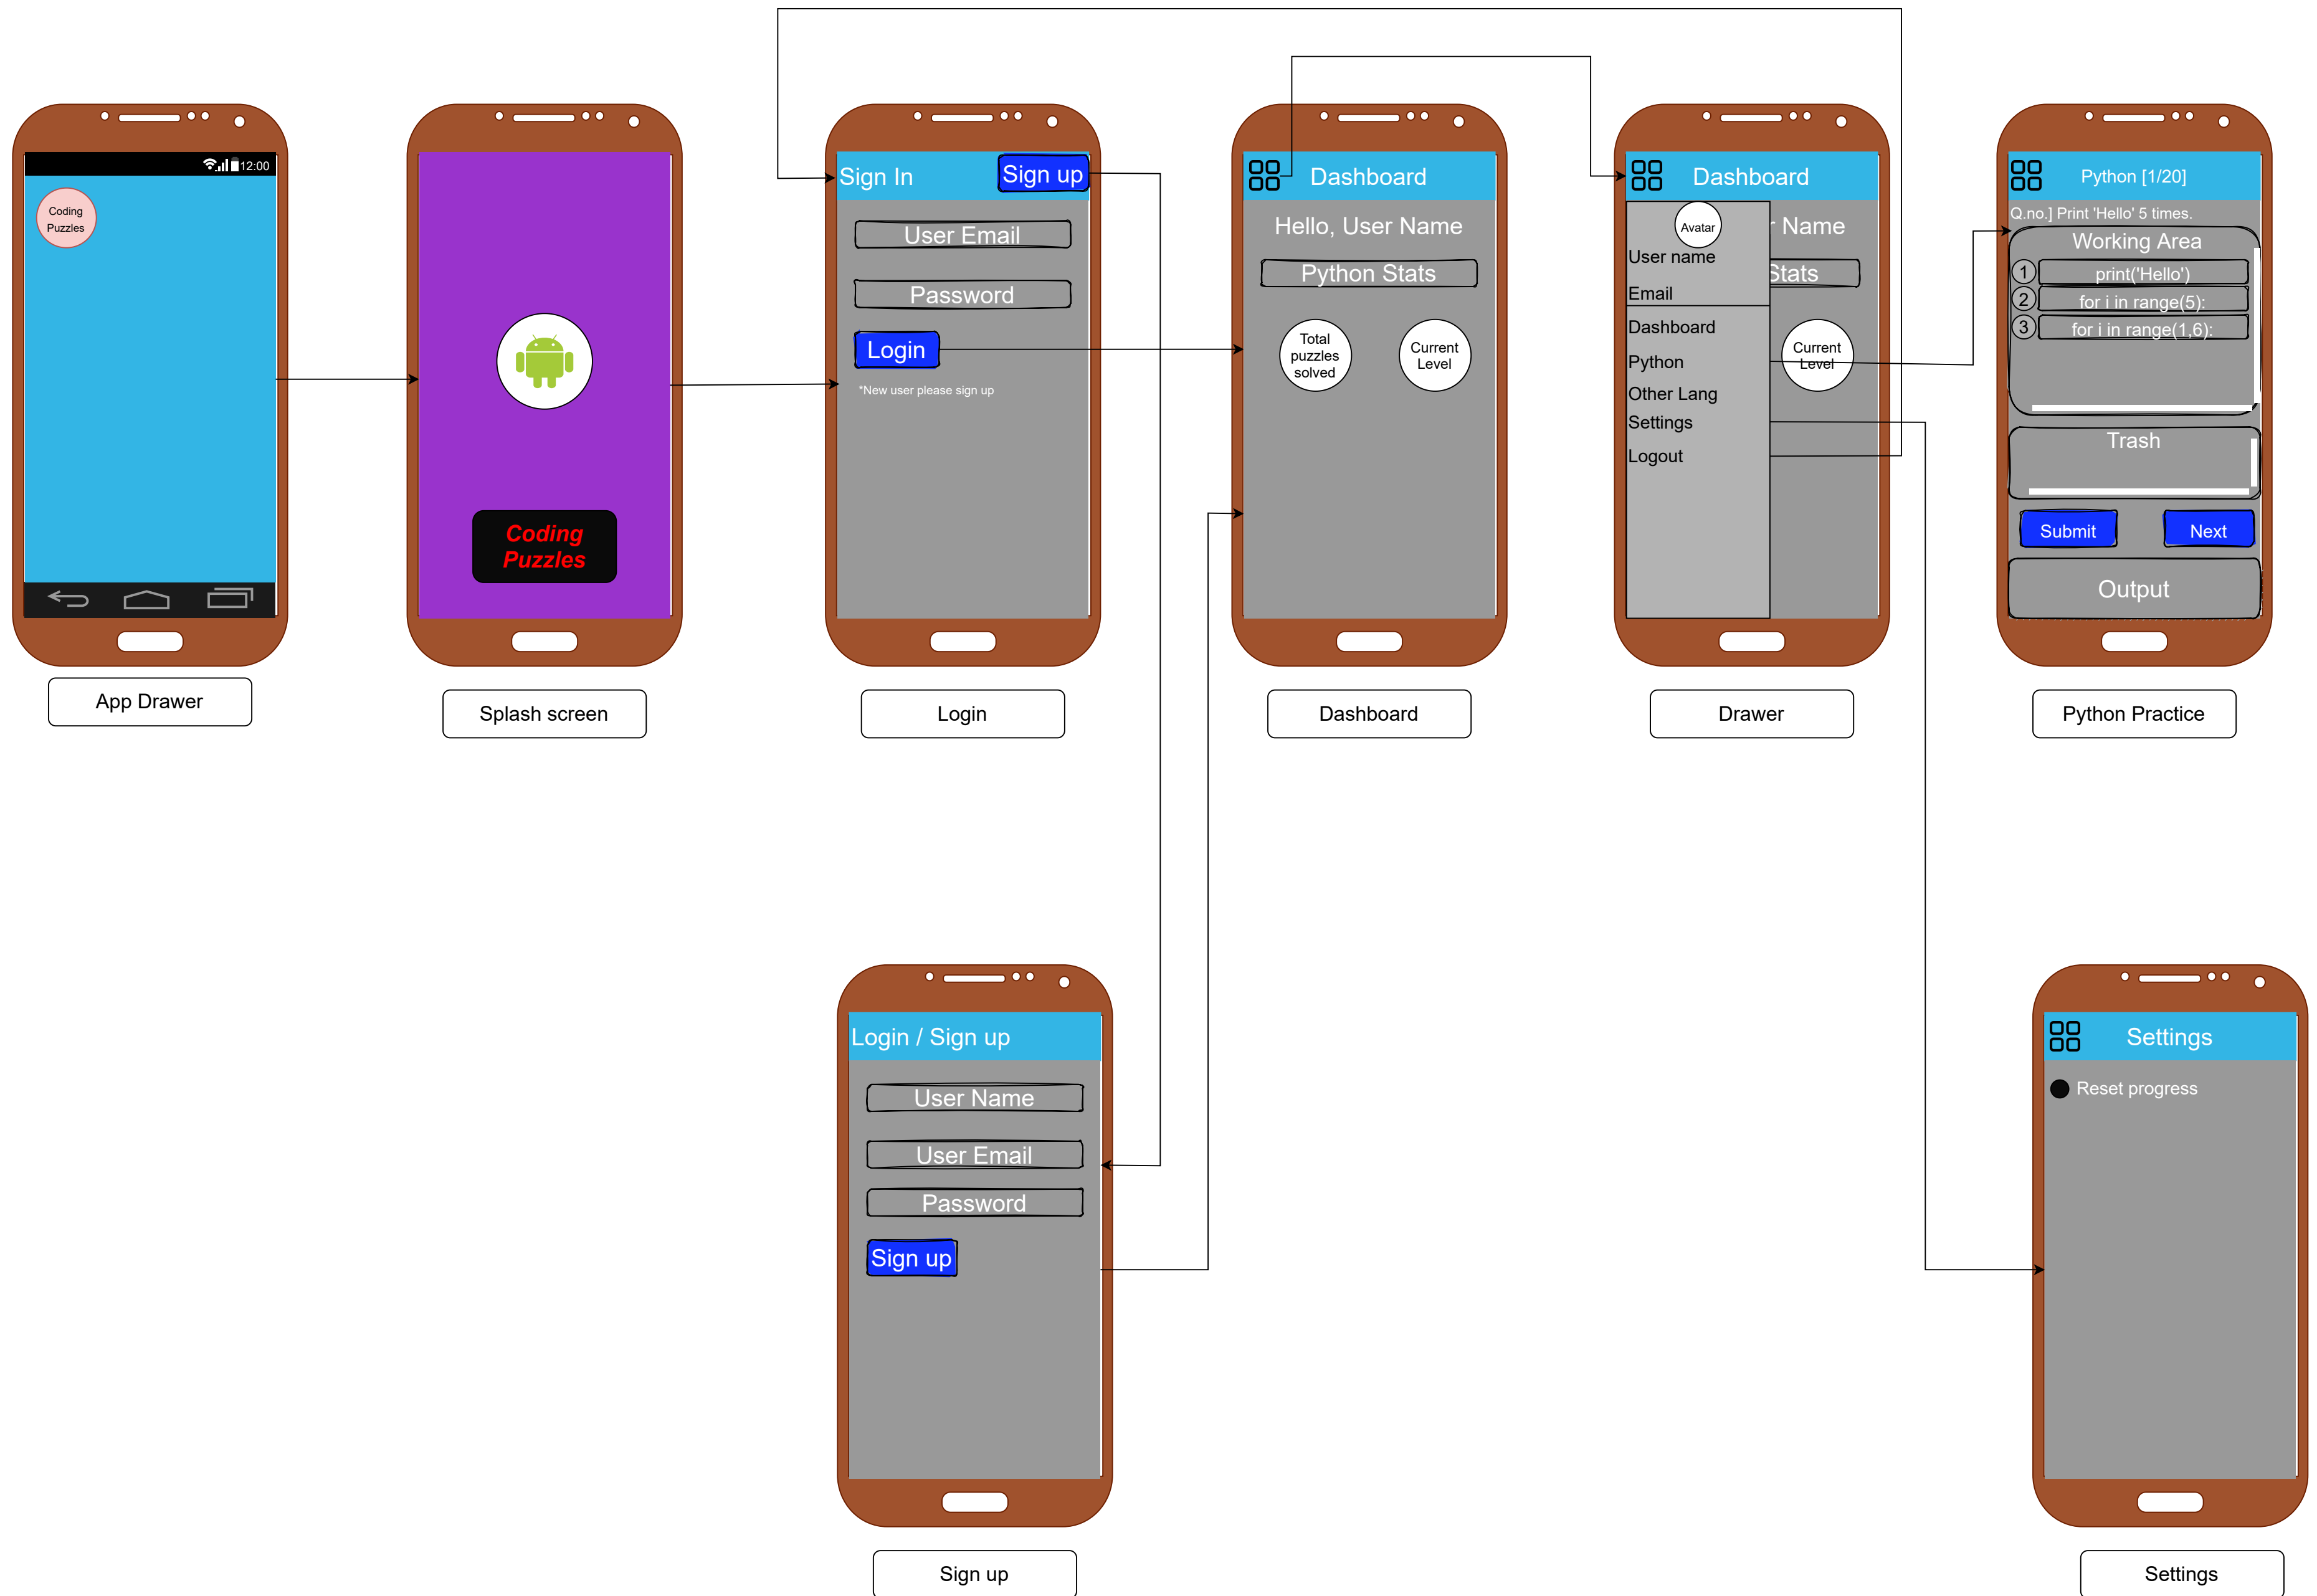 12:00
Coding
Puzzles
App Drawer
Coding
Puzzles
Splash screen
Sign In
Sign up
User Email
Password
Login
*New user please sign up
Login
Dashboard
Hello, User Name
Python Stats
Total
puzzles
solved
Current
Level
Dashboard
Dashboard
Avatar
r Name
User name
Stats
Email
Dashboard
Current
Level
Python
Other Lang
Settings
Logout
Drawer
Python [1/20]
Q.no.] Print 'Hello' 5 times.
Working Area
1 print('Hello')
2 for i in range(5):
3 for i in range(1,6):
Trash
Submit
Next
Output
Python Practice
Login / Sign up
User Name
User Email
Password
Sign up
Sign up
Settings
Reset progress
Settings